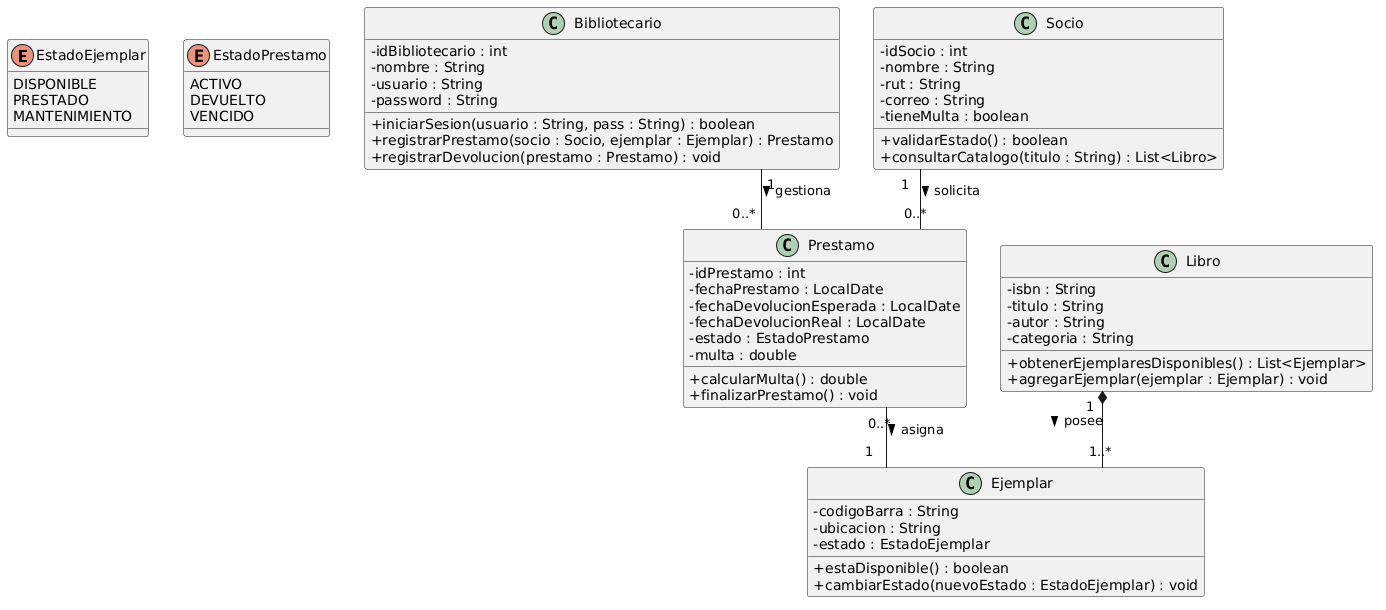 EstadoEjemplar
DISPONIBLE
PRESTADO
MANTENIMIENTO
EstadoPrestamo
ACTIVO
DEVUELTO
VENCIDO
Bibliotecario
-idBibliotecario : int
-nombre : String
-usuario : String
-password : String
+iniciarSesion(usuario : String, pass : String) : boolean
+registrarPrestamo(socio : Socio, ejemplar : Ejemplar) : Prestamo
+registrarDevolucion(prestamo : Prestamo) : void
Socio
-idSocio : int
-nombre : String
-rut : String
-correo : String
-tieneMulta : boolean
+validarEstado() : boolean
+consultarCatalogo(titulo : String) : List<Libro>
1
gestiona
0..*
1
solicita
0..*
Prestamo
-idPrestamo : int
-fechaPrestamo : LocalDate
-fechaDevolucionEsperada : LocalDate
-fechaDevolucionReal : LocalDate
-estado : EstadoPrestamo
-multa : double
+calcularMulta() : double
+finalizarPrestamo() : void
Libro
-isbn : String
-titulo : String
-autor : String
-categoria : String
+obtenerEjemplaresDisponibles() : List<Ejemplar>
+agregarEjemplar(ejemplar : Ejemplar) : void
0..*
asigna
1
1
posee
1..*
Ejemplar
-codigoBarra : String
-ubicacion : String
-estado : EstadoEjemplar
+estaDisponible() : boolean
+cambiarEstado(nuevoEstado : EstadoEjemplar) : void